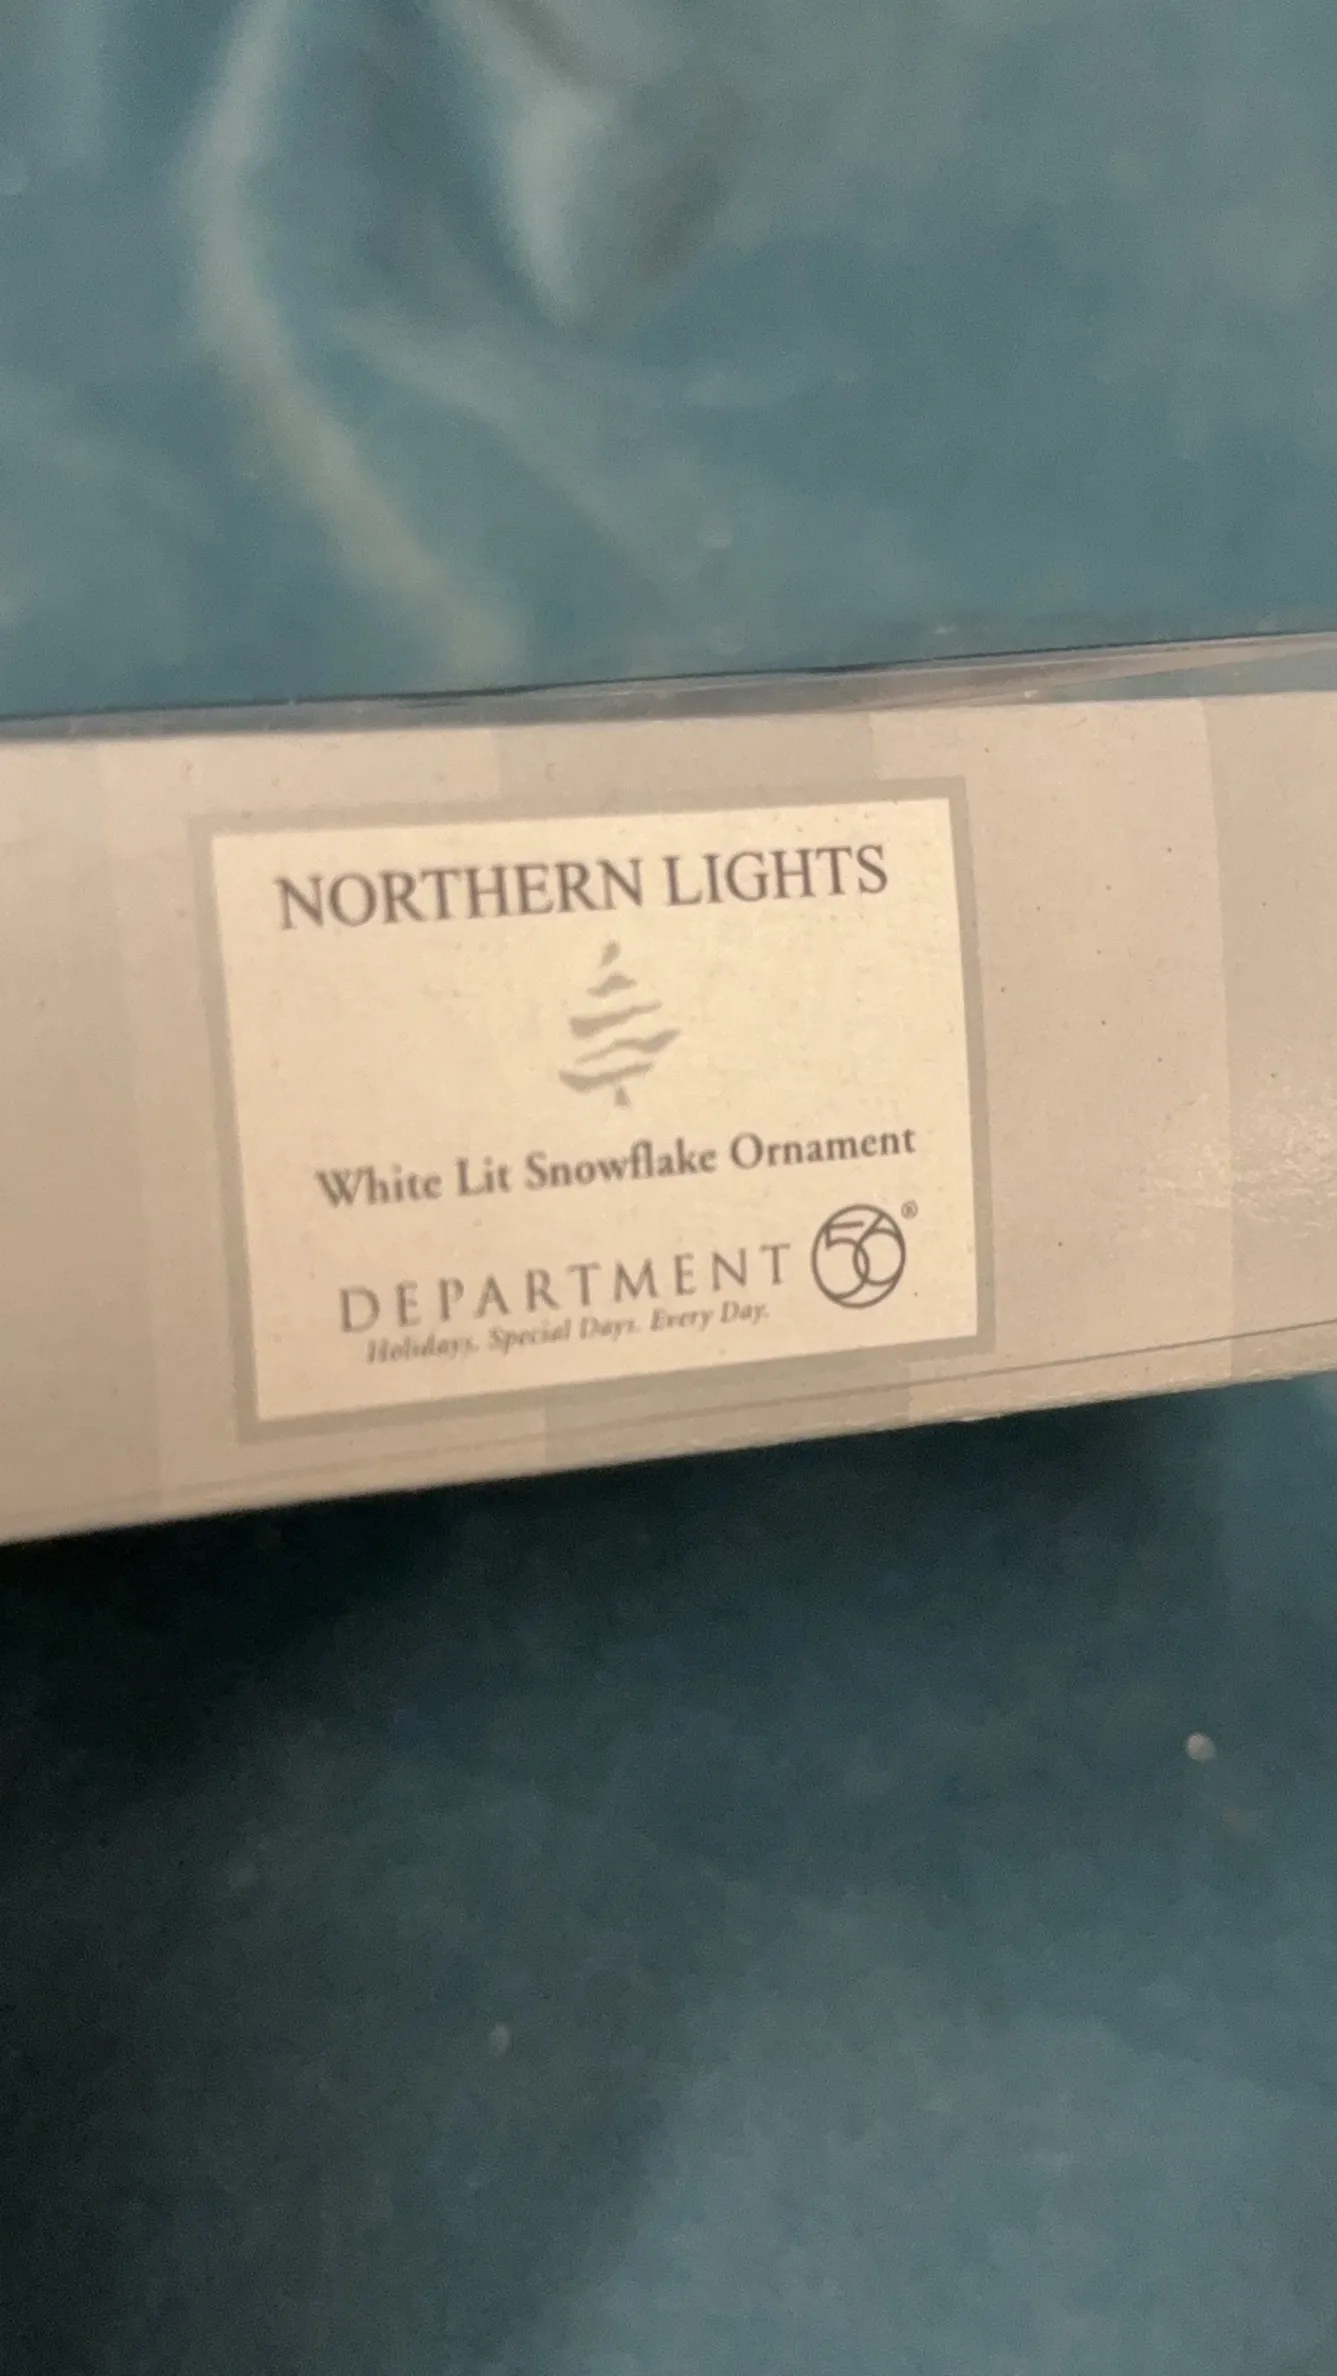 NORTHERN LIGHTS
White Lit Snowflake Ornament
DEPARTMENT 56®
Holidays. Special Days. Every Day.